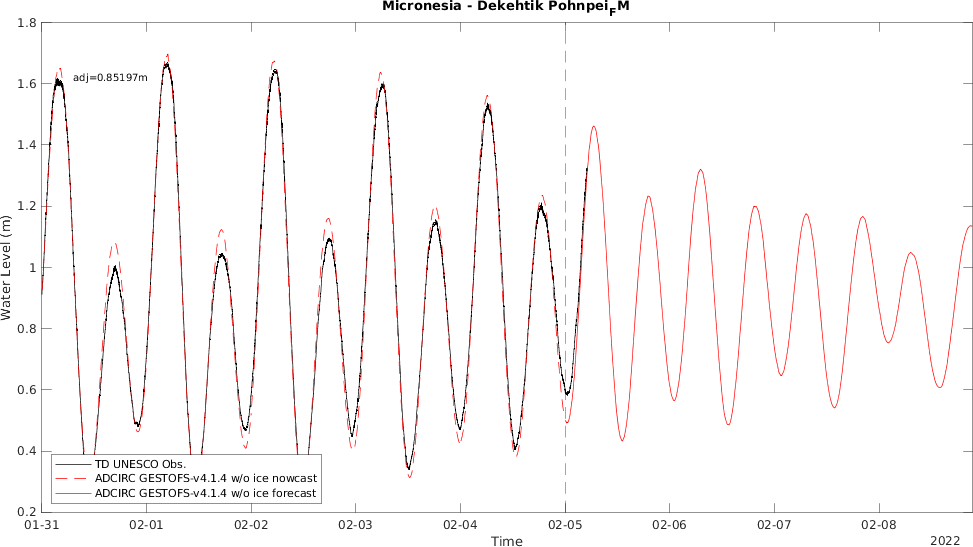 Micronesia - Dekehtik PohnpeiFM
1.8
1.6
adj=0.85197m
1.4
1.2
1
0.8
0.6
0.4
0.2
Water Level (m)
TD UNESCO Obs.
ADCIRC GESTOFS-v4.1.4 w/o ice nowcast
ADCIRC GESTOFS-v4.1.4 w/o ice forecast
01-31 02-01 02-02 02-03 02-04 02-05 02-06 02-07 02-08
Time
2022